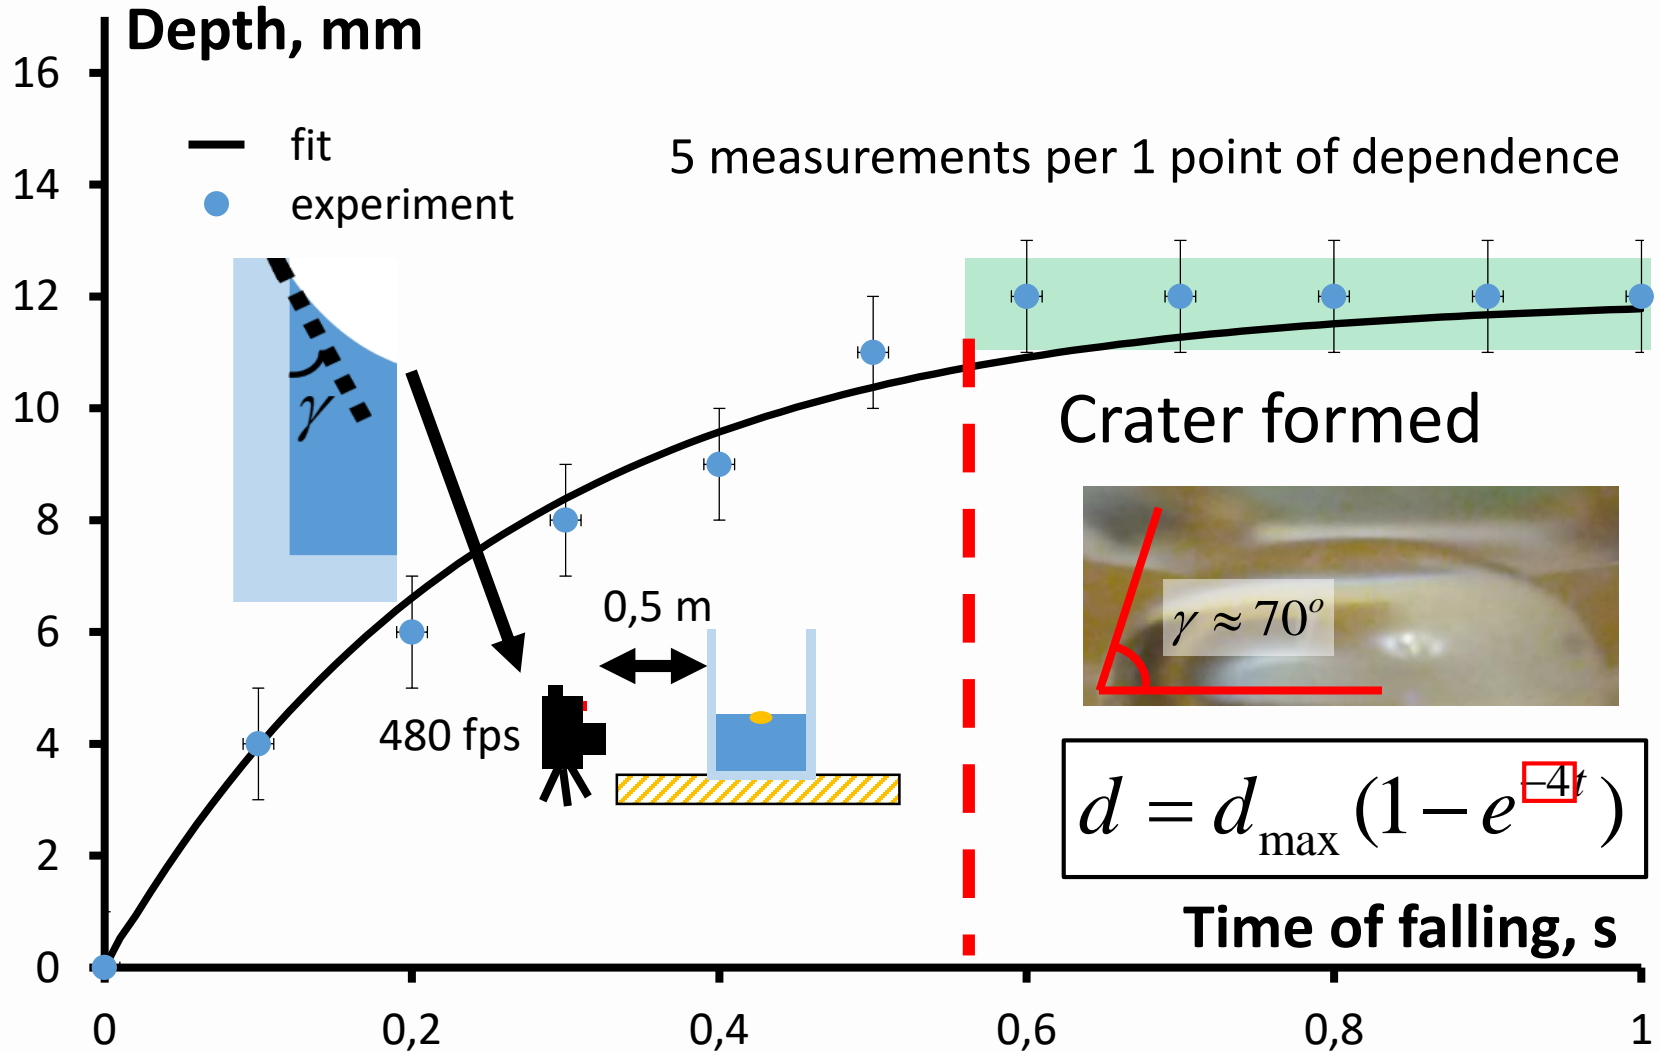 Depth, mm
16
14
12
10
8
6
4
2
0
fit
experiment
5 measurements per 1 point of dependence
γ
0,5 m
480 fps
Crater formed
γ ≈ 70°
d = d_max (1 − e^−4t)
Time of falling, s
0
0,2
0,4
0,6
0,8
1